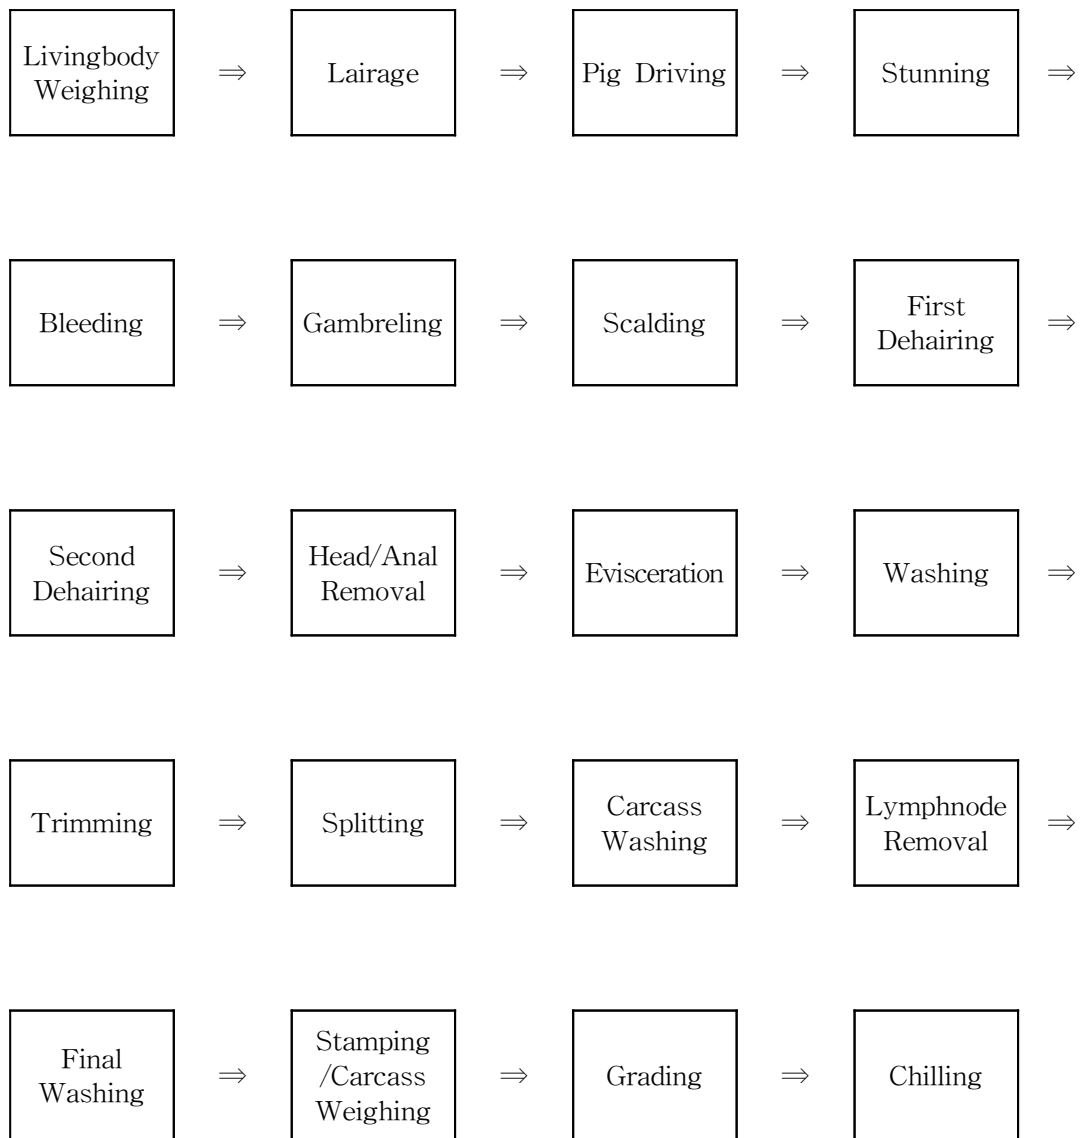 Livingbody
Weighing
⇒
Lairage
⇒
Pig Driving
⇒
Stunning
⇒
Bleeding
⇒
Gambreling
⇒
Scalding
⇒
First
Dehairing
⇒
Second
Dehairing
⇒
Head/Anal
Removal
⇒
Evisceration
⇒
Washing
⇒
Trimming
⇒
Splitting
⇒
Carcass
Washing
⇒
Lymphnode
Removal
⇒
Final
Washing
⇒
Stamping
/Carcass
Weighing
⇒
Grading
⇒
Chilling